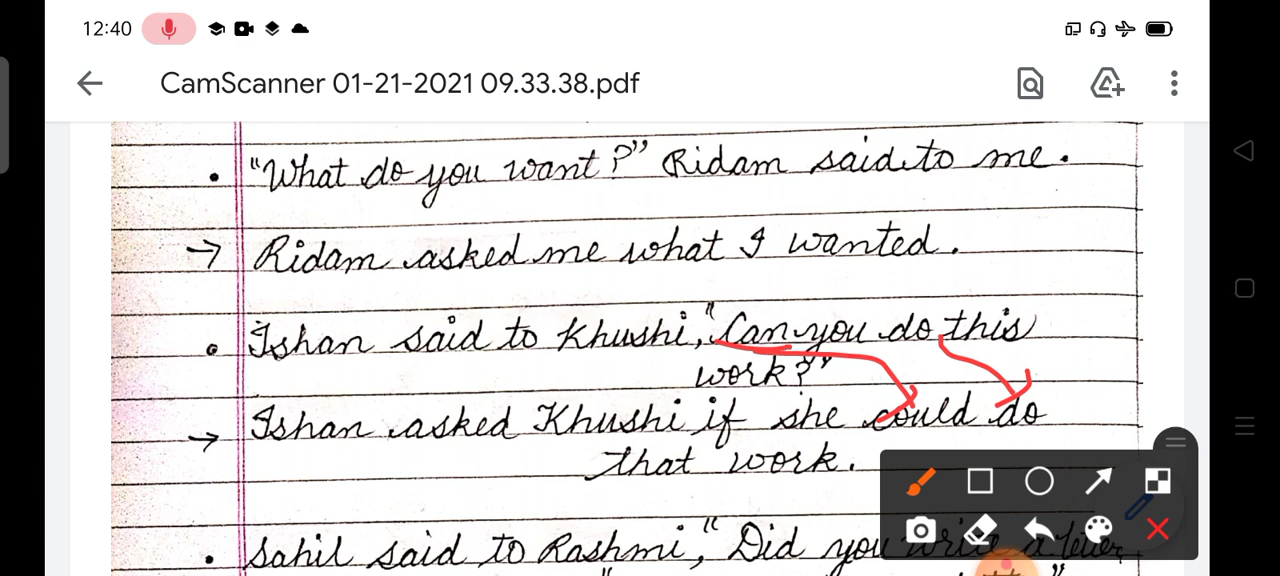 12:40
CamScanner 01-21-2021 09.33.38.pdf
• "What do you want?" Ridam said to me.
→ Ridam asked me what I wanted.
• Ishan said to Khushi, "Can you do this
work?"
→ Ishan asked Khushi if she could do
that work.
• Sahil said to Rashmi, "Did you write a letter